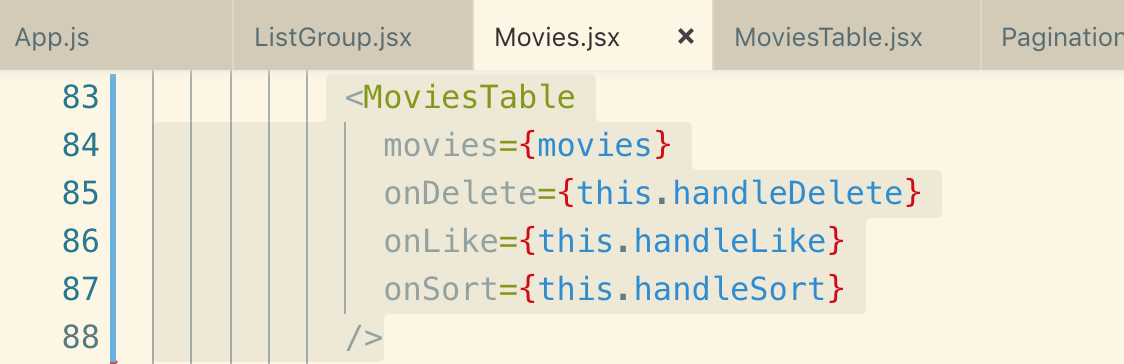 App.js ListGroup.jsx Movies.jsx × MoviesTable.jsx Pagination
83 <MoviesTable
84 movies={movies}
85 onDelete={this.handleDelete}
86 onLike={this.handleLike}
87 onSort={this.handleSort}
88 />